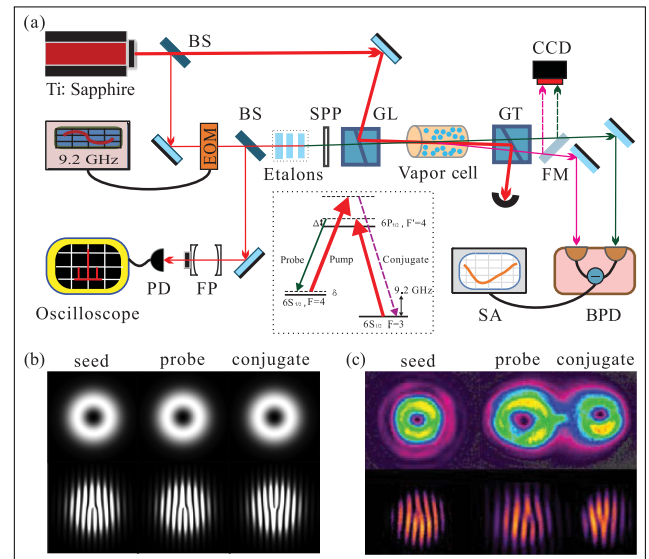 (a)
BS
CCD
Ti: Sapphire
BS
SPP
GL
GT
9.2 GHz
EOM
Etalons
Vapor cell
FM
Δ
6P1/2, F'=4
Probe
Pump
Conjugate
9.2 GHz
δ
6S1/2, F=4
6S1/2 F=3
PD
FP
Oscilloscope
SA
BPD
(b)
seed
probe
conjugate
(c)
seed
probe
conjugate